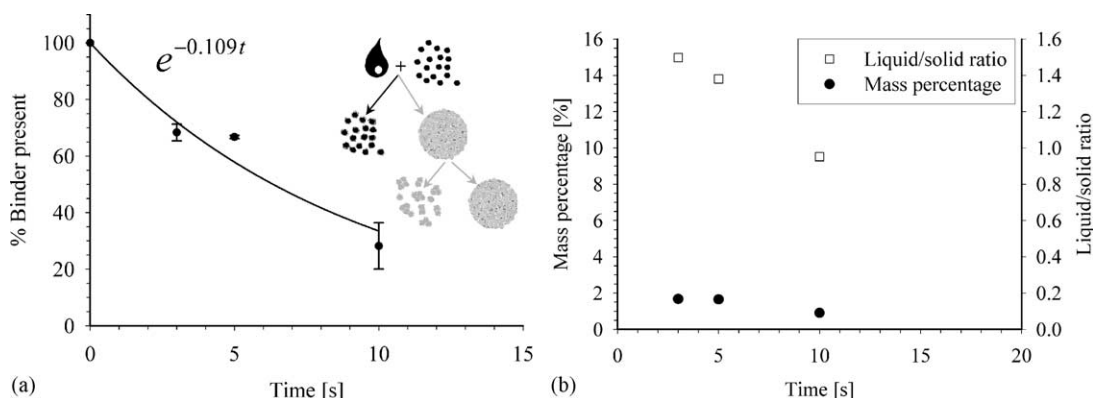 100
80
60
40
20
0
% Binder present
e^{-0.109t}
+
0 5 10 15
Time [s]
(a)
16
14
12
10
8
6
4
2
0
Mass percentage [%]
Liquid/solid ratio
Mass percentage
1.6
1.4
1.2
1.0
0.8
0.6
0.4
0.2
0.0
Liquid/solid ratio
0 5 10 15 20
Time [s]
(b)